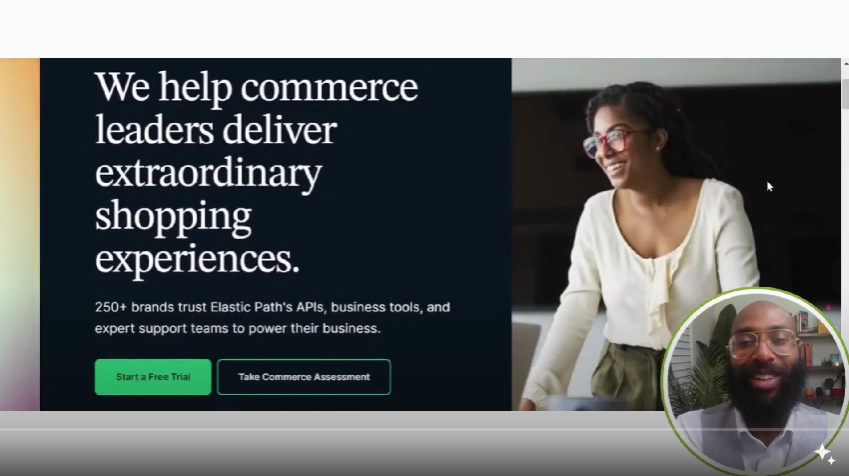 We help commerce
leaders deliver
extraordinary
shopping
experiences.
250+ brands trust Elastic Path's APIs, business tools, and
expert support teams to power their business.
Start a Free Trial
Take Commerce Assessment